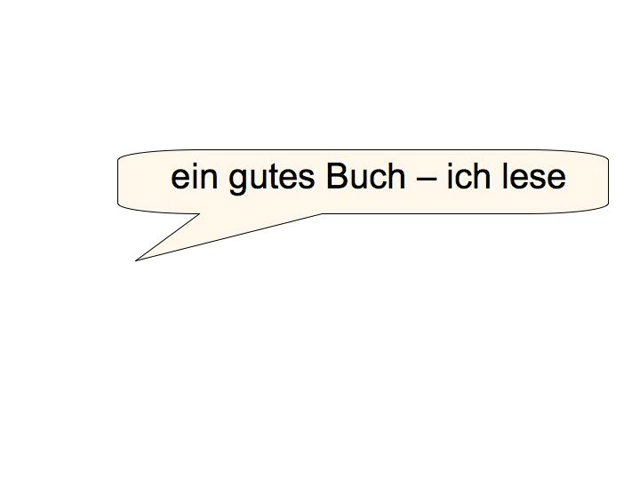 ein gutes Buch – ich lese